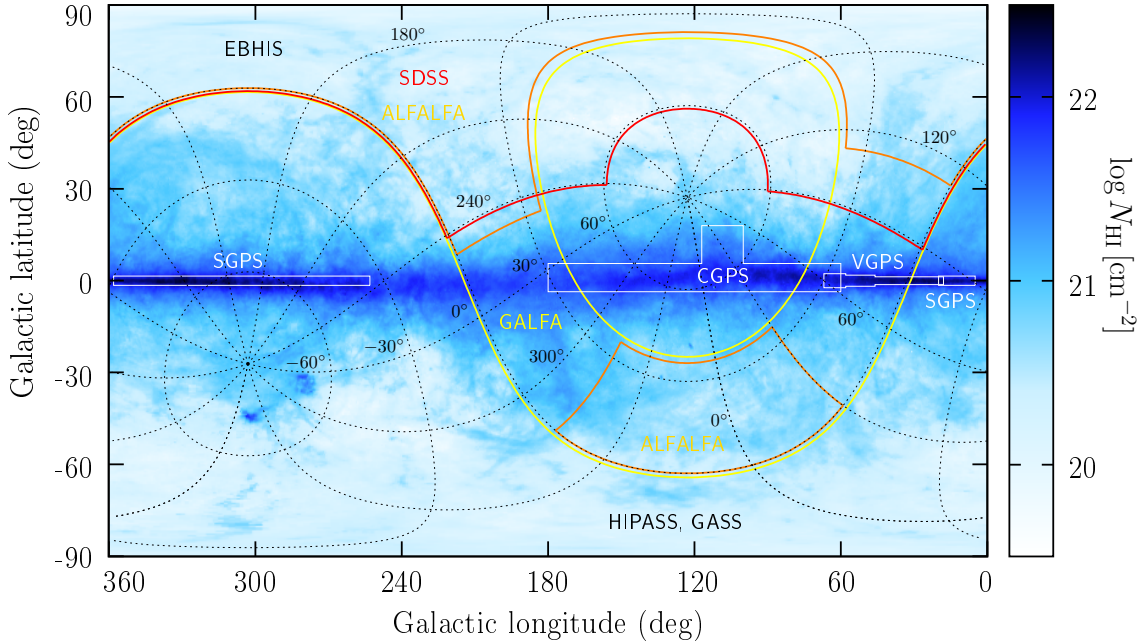 90
60
30
0
-30
-60
-90
Galactic latitude (deg)
360
300
240
180
120
60
0
Galactic longitude (deg)
EBHIS
180°
SDSS
ALFALFA
120°
240°
60°
SGPS
30°
CGPS
VGPS
SGPS
0°
GALFA
60°
−30°
−60°
300°
0°
ALFALFA
HIPASS, GASS
22
21
20
log N_HI [cm⁻²]